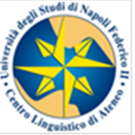 Università degli Studi di Napoli Federico II
Centro Linguistico di Ateneo